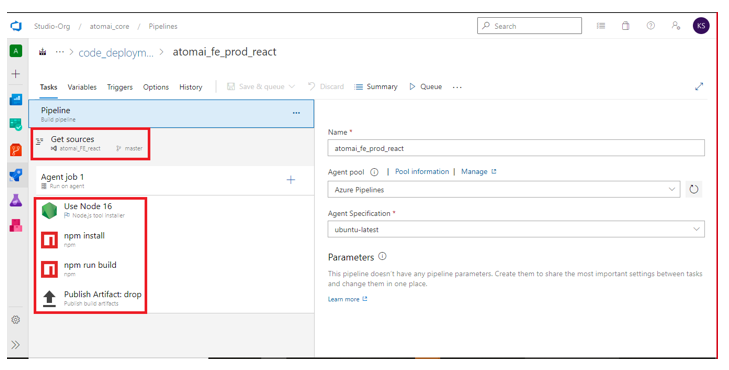 Studio-Org / atomai_core / Pipelines
Search
KS
A
... > code_deploym... > atomai_fe_prod_react
Tasks Variables Triggers Options History
Save & queue Discard Summary Queue ...
Pipeline
Build pipeline
...
Get sources
atomai_FE_react master
Agent job 1
Run on agent
Use Node 16
Node.js tool installer
npm install
npm
npm run build
npm
Publish Artifact: drop
Publish build artifacts
Name *
atomai_fe_prod_react
Agent pool | Pool information | Manage
Azure Pipelines
Agent Specification *
ubuntu-latest
Parameters
This pipeline doesn't have any pipeline parameters. Create them to share the most important settings between tasks
and change them in one place.
Learn more